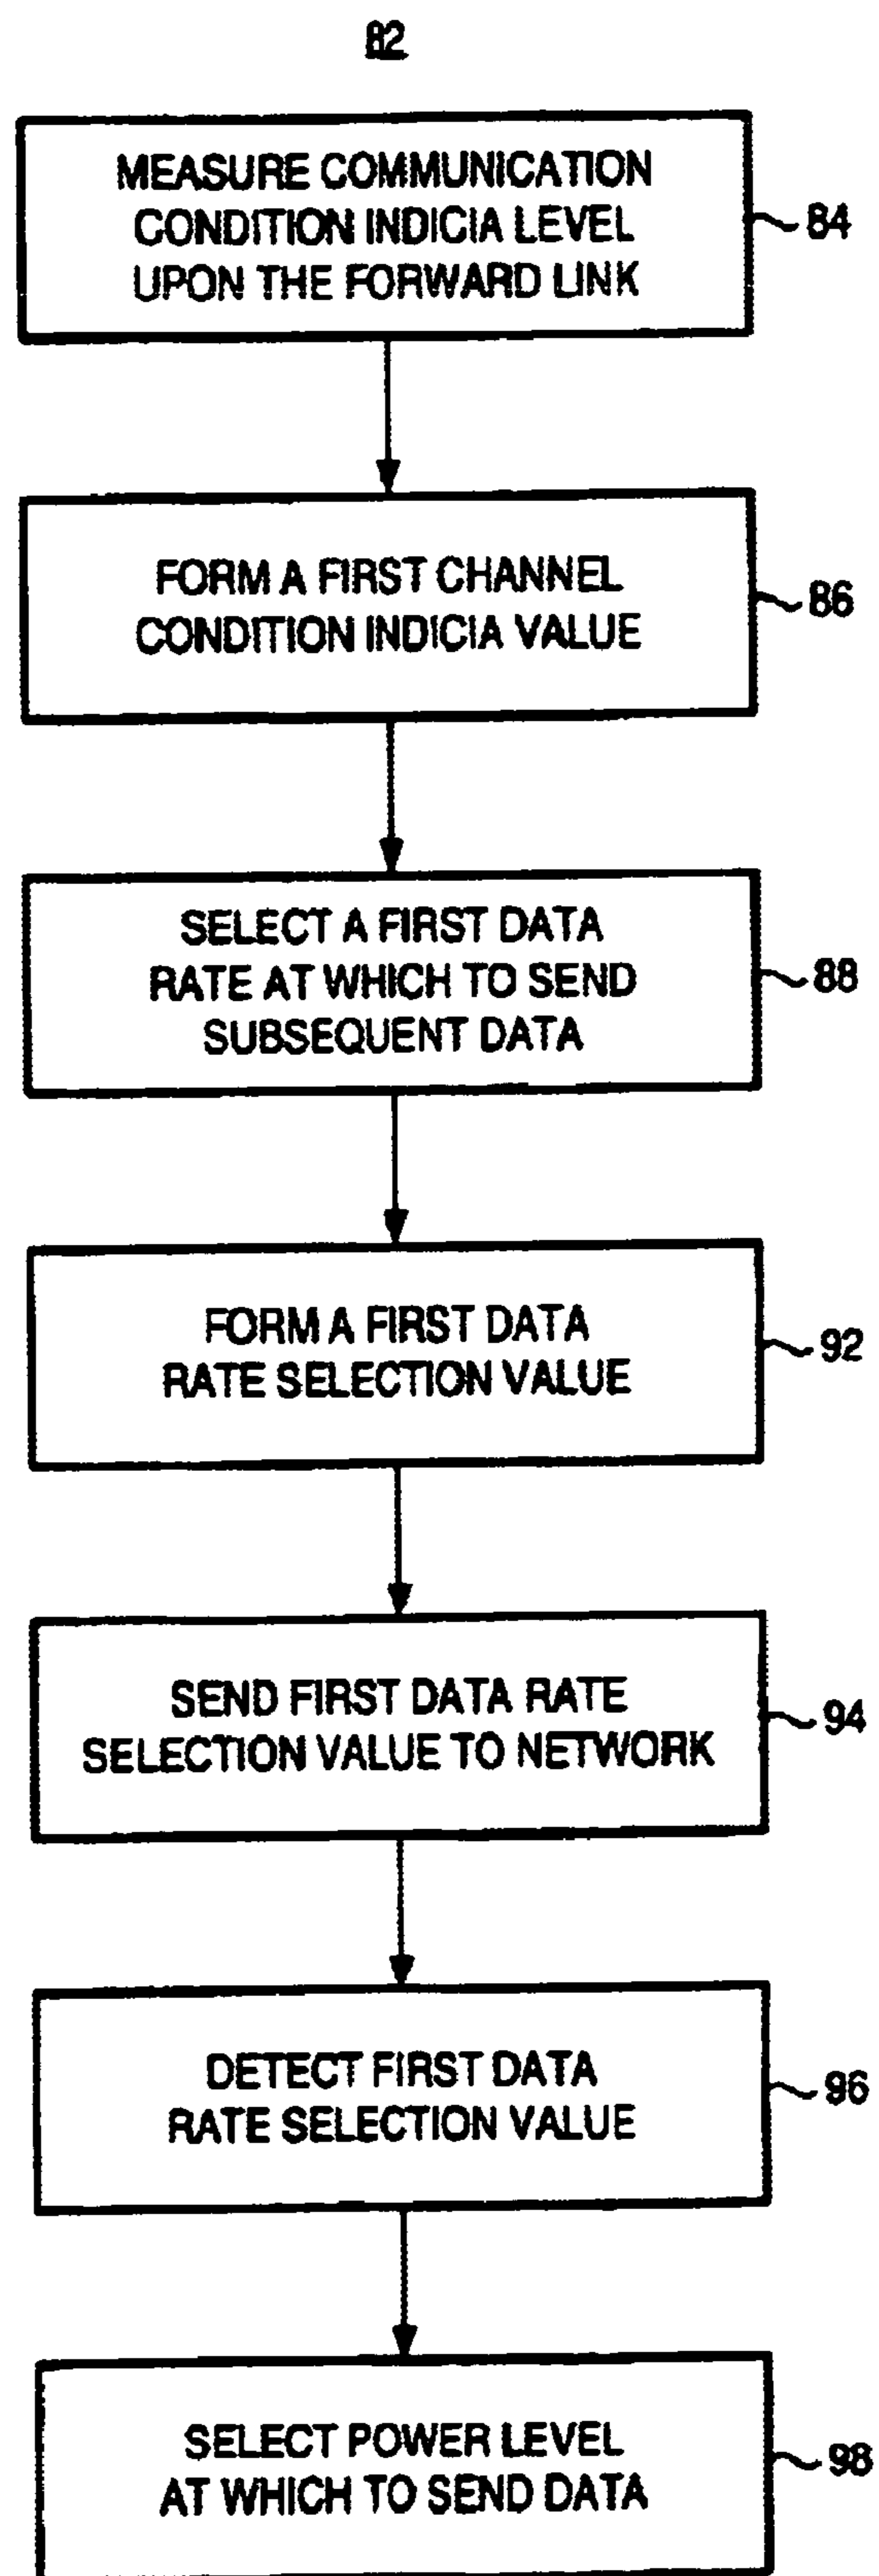 82
MEASURE COMMUNICATION
CONDITION INDICIA LEVEL
UPON THE FORWARD LINK
84
FORM A FIRST CHANNEL
CONDITION INDICIA VALUE
86
SELECT A FIRST DATA
RATE AT WHICH TO SEND
SUBSEQUENT DATA
88
FORM A FIRST DATA
RATE SELECTION VALUE
92
SEND FIRST DATA RATE
SELECTION VALUE TO NETWORK
94
DETECT FIRST DATA
RATE SELECTION VALUE
96
SELECT POWER LEVEL
AT WHICH TO SEND DATA
98